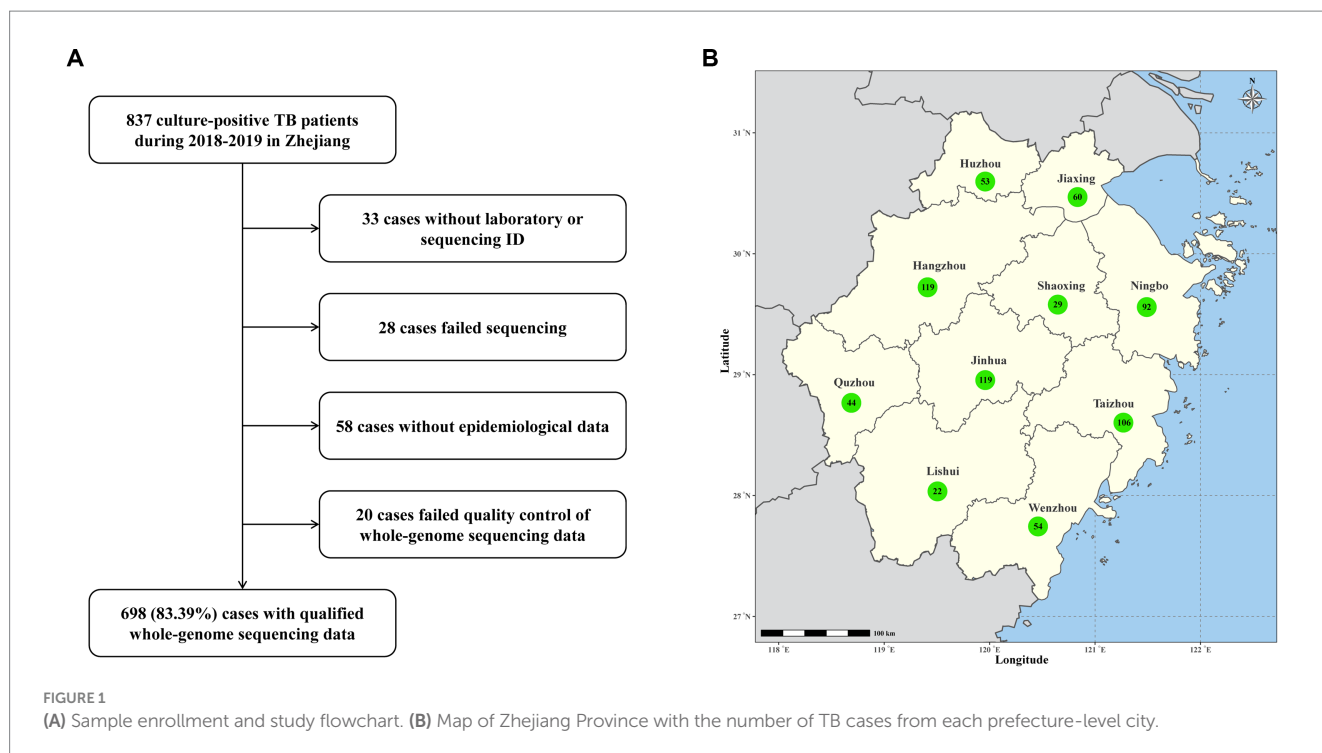 A
837 culture-positive TB patients
during 2018-2019 in Zhejiang
33 cases without laboratory or
sequencing ID
28 cases failed sequencing
58 cases without epidemiological data
20 cases failed quality control of
whole-genome sequencing data
698 (83.39%) cases with qualified
whole-genome sequencing data
B
N
31°N
30°N
29°N
28°N
27°N
Latitude
Huzhou
53
Jiaxing
60
Hangzhou
119
Shaoxing
29
Ningbo
92
Jinhua
119
Quzhou
44
Taizhou
106
Lishui
22
Wenzhou
54
100 km
118°E
119°E
120°E
121°E
122°E
Longitude
FIGURE 1
(A) Sample enrollment and study flowchart. (B) Map of Zhejiang Province with the number of TB cases from each prefecture-level city.